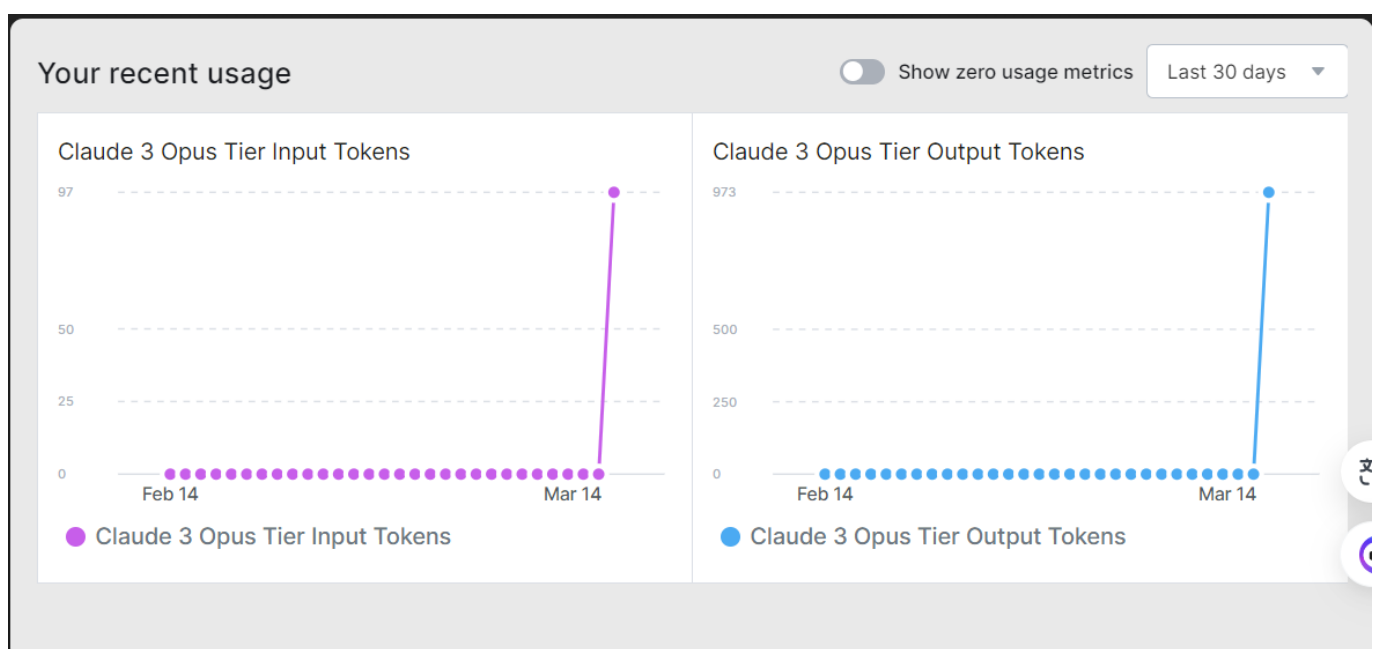 Your recent usage
Show zero usage metrics
Last 30 days
Claude 3 Opus Tier Input Tokens
97
50
25
0
Feb 14
Mar 14
Claude 3 Opus Tier Input Tokens
Claude 3 Opus Tier Output Tokens
973
500
250
0
Feb 14
Mar 14
Claude 3 Opus Tier Output Tokens